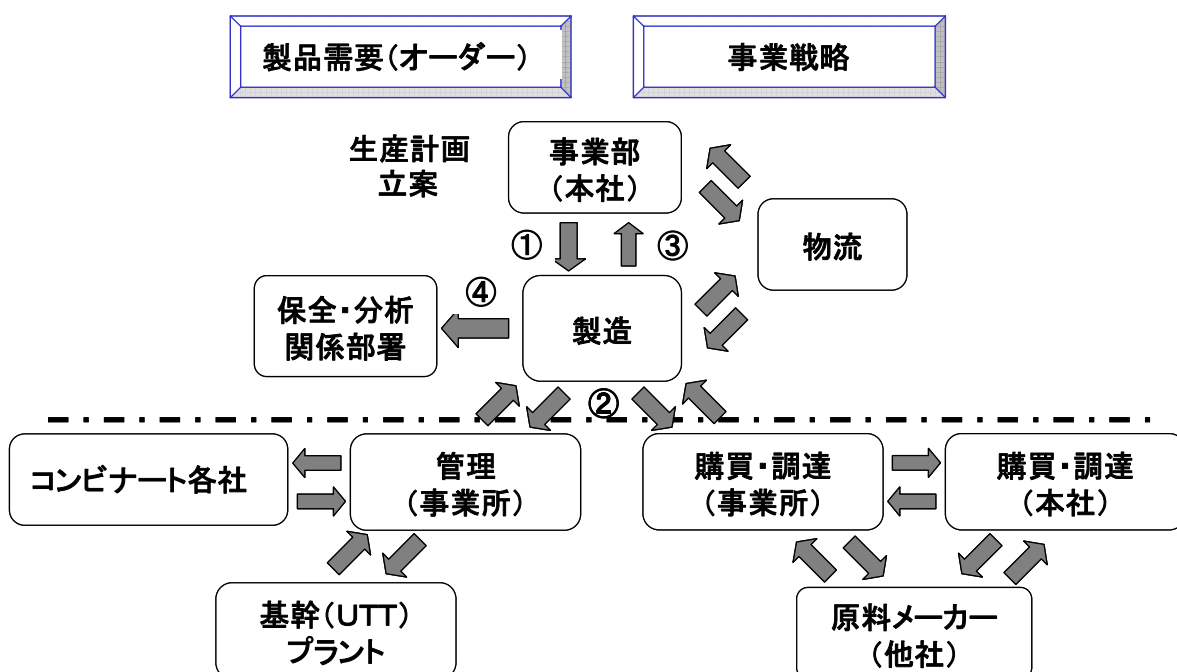 製品需要(オーダー)
事業戦略
生産計画
立案
事業部
(本社)
物流
①
③
④
保全・分析
関係部署
製造
②
コンビナート各社
管理
(事業所)
購買・調達
(事業所)
購買・調達
(本社)
基幹(UTT)
プラント
原料メーカー
(他社)